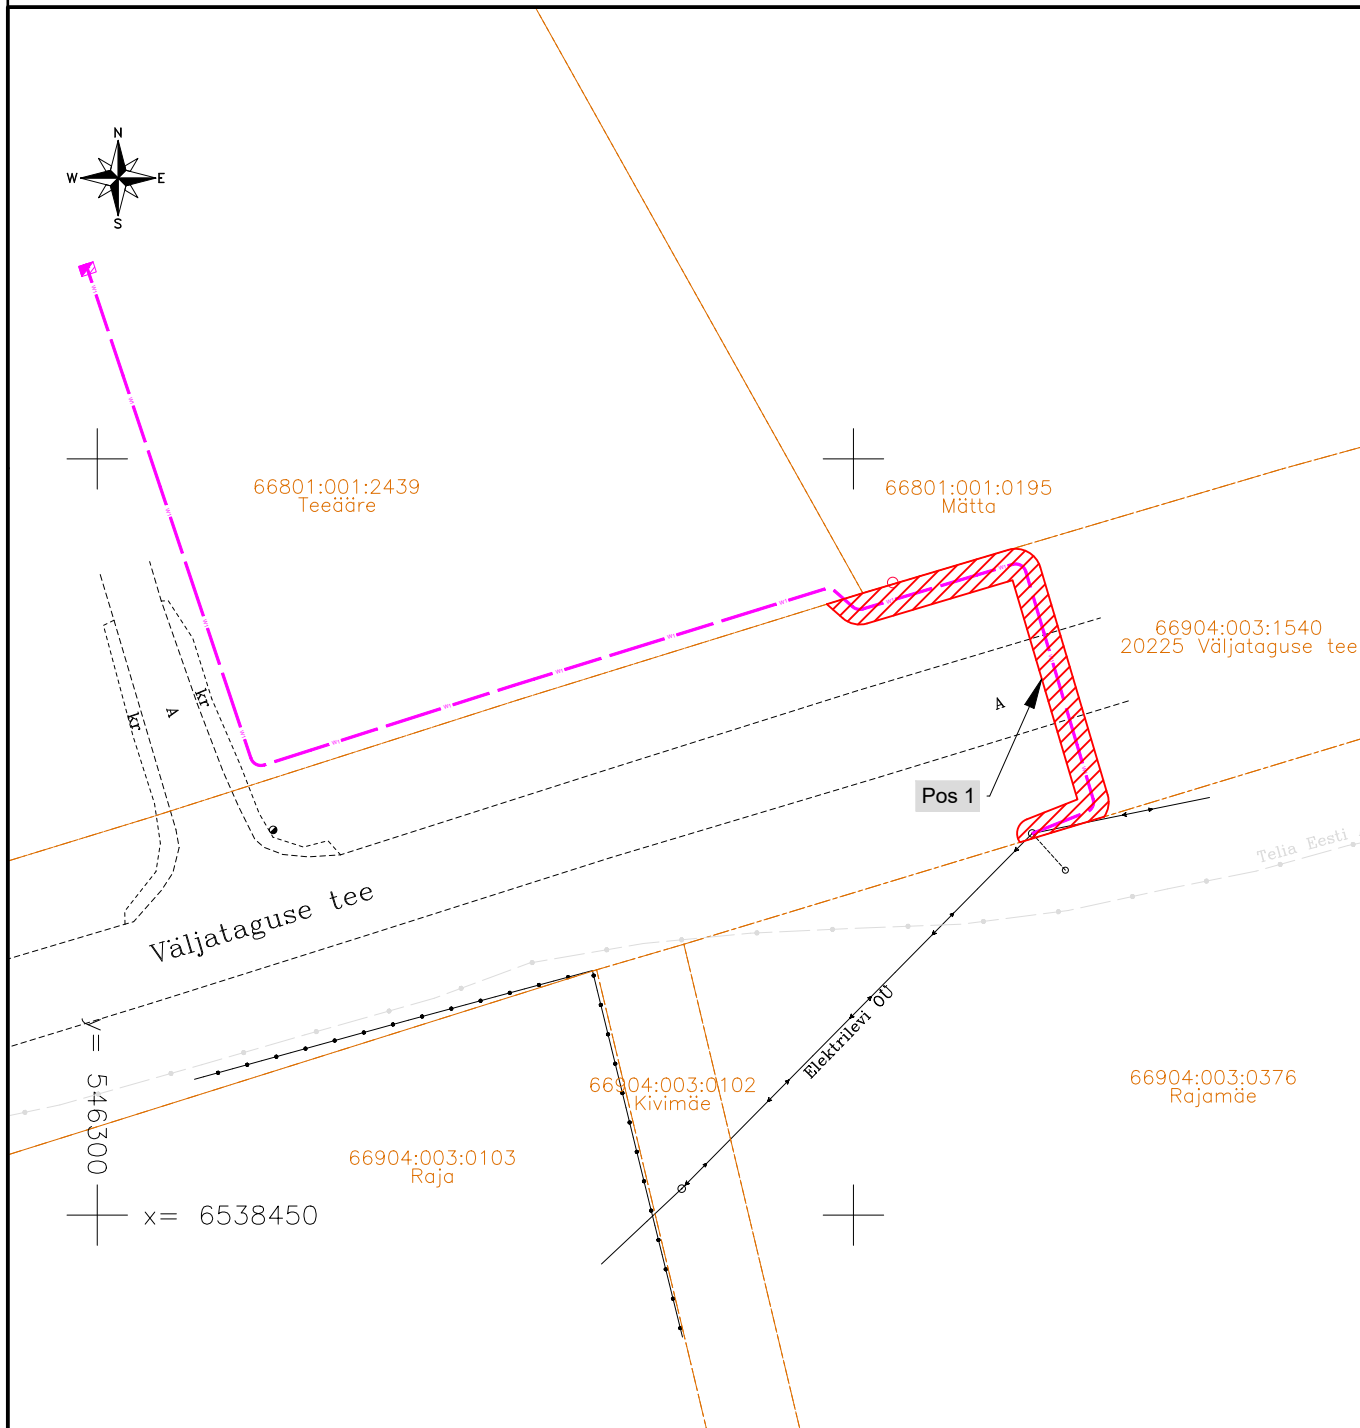 N
W E
S
66801:001:2439
Teeääre
66801:001:0195
Mätta
66904:003:1540
20225 Väljataguse tee
kr
A
kr
A
Pos 1
Telia Eesti
Väljataguse tee
Elektrilevi OÜ
y= 546300
66904:003:0102
Kivimäe
66904:003:0376
Rajamäe
66904:003:0103
Raja
x= 6538450